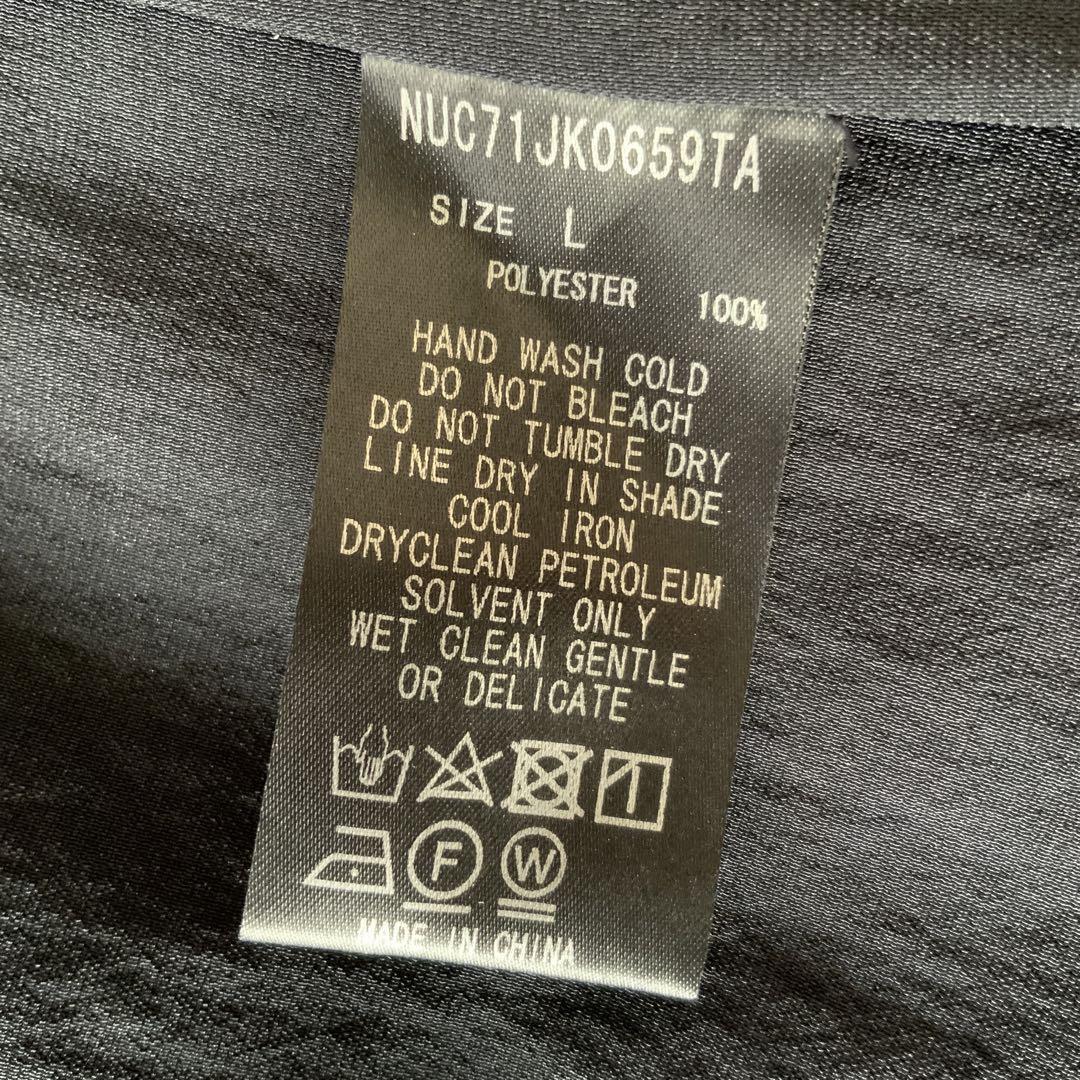 NUC71JK0659TA
SIZE L
POLYESTER 100%
HAND WASH COLD
DO NOT BLEACH
DO NOT TUMBLE DRY
LINE DRY IN SHADE
COOL IRON
DRYCLEAN PETROLEUM
SOLVENT ONLY
WET CLEAN GENTLE
OR DELICATE
F W
MADE IN CHINA